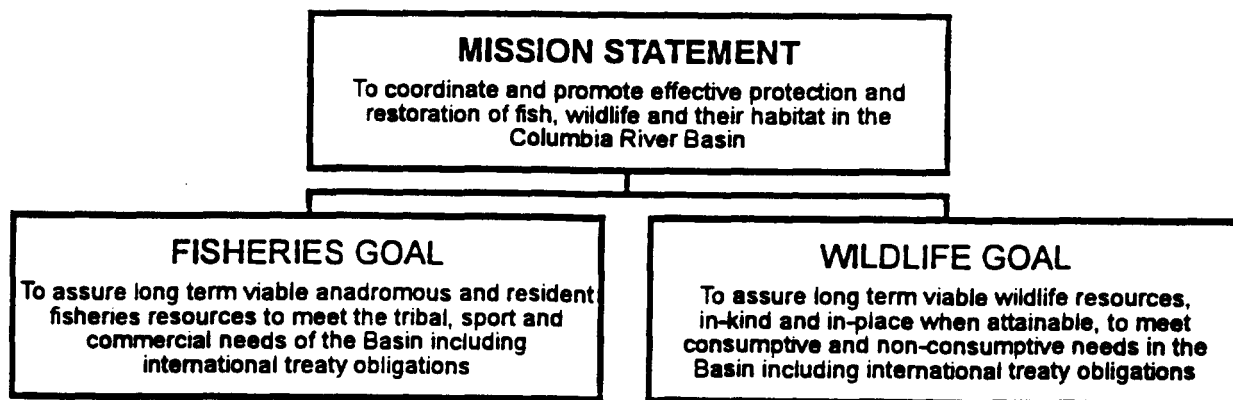 MISSION STATEMENT
To coordinate and promote effective protection and
restoration of fish, wildlife and their habitat in the
Columbia River Basin
FISHERIES GOAL
To assure long term viable anadromous and resident
fisheries resources to meet the tribal, sport and
commercial needs of the Basin including
international treaty obligations
WILDLIFE GOAL
To assure long term viable wildlife resources,
in-kind and in-place when attainable, to meet
consumptive and non-consumptive needs in the
Basin including international treaty obligations